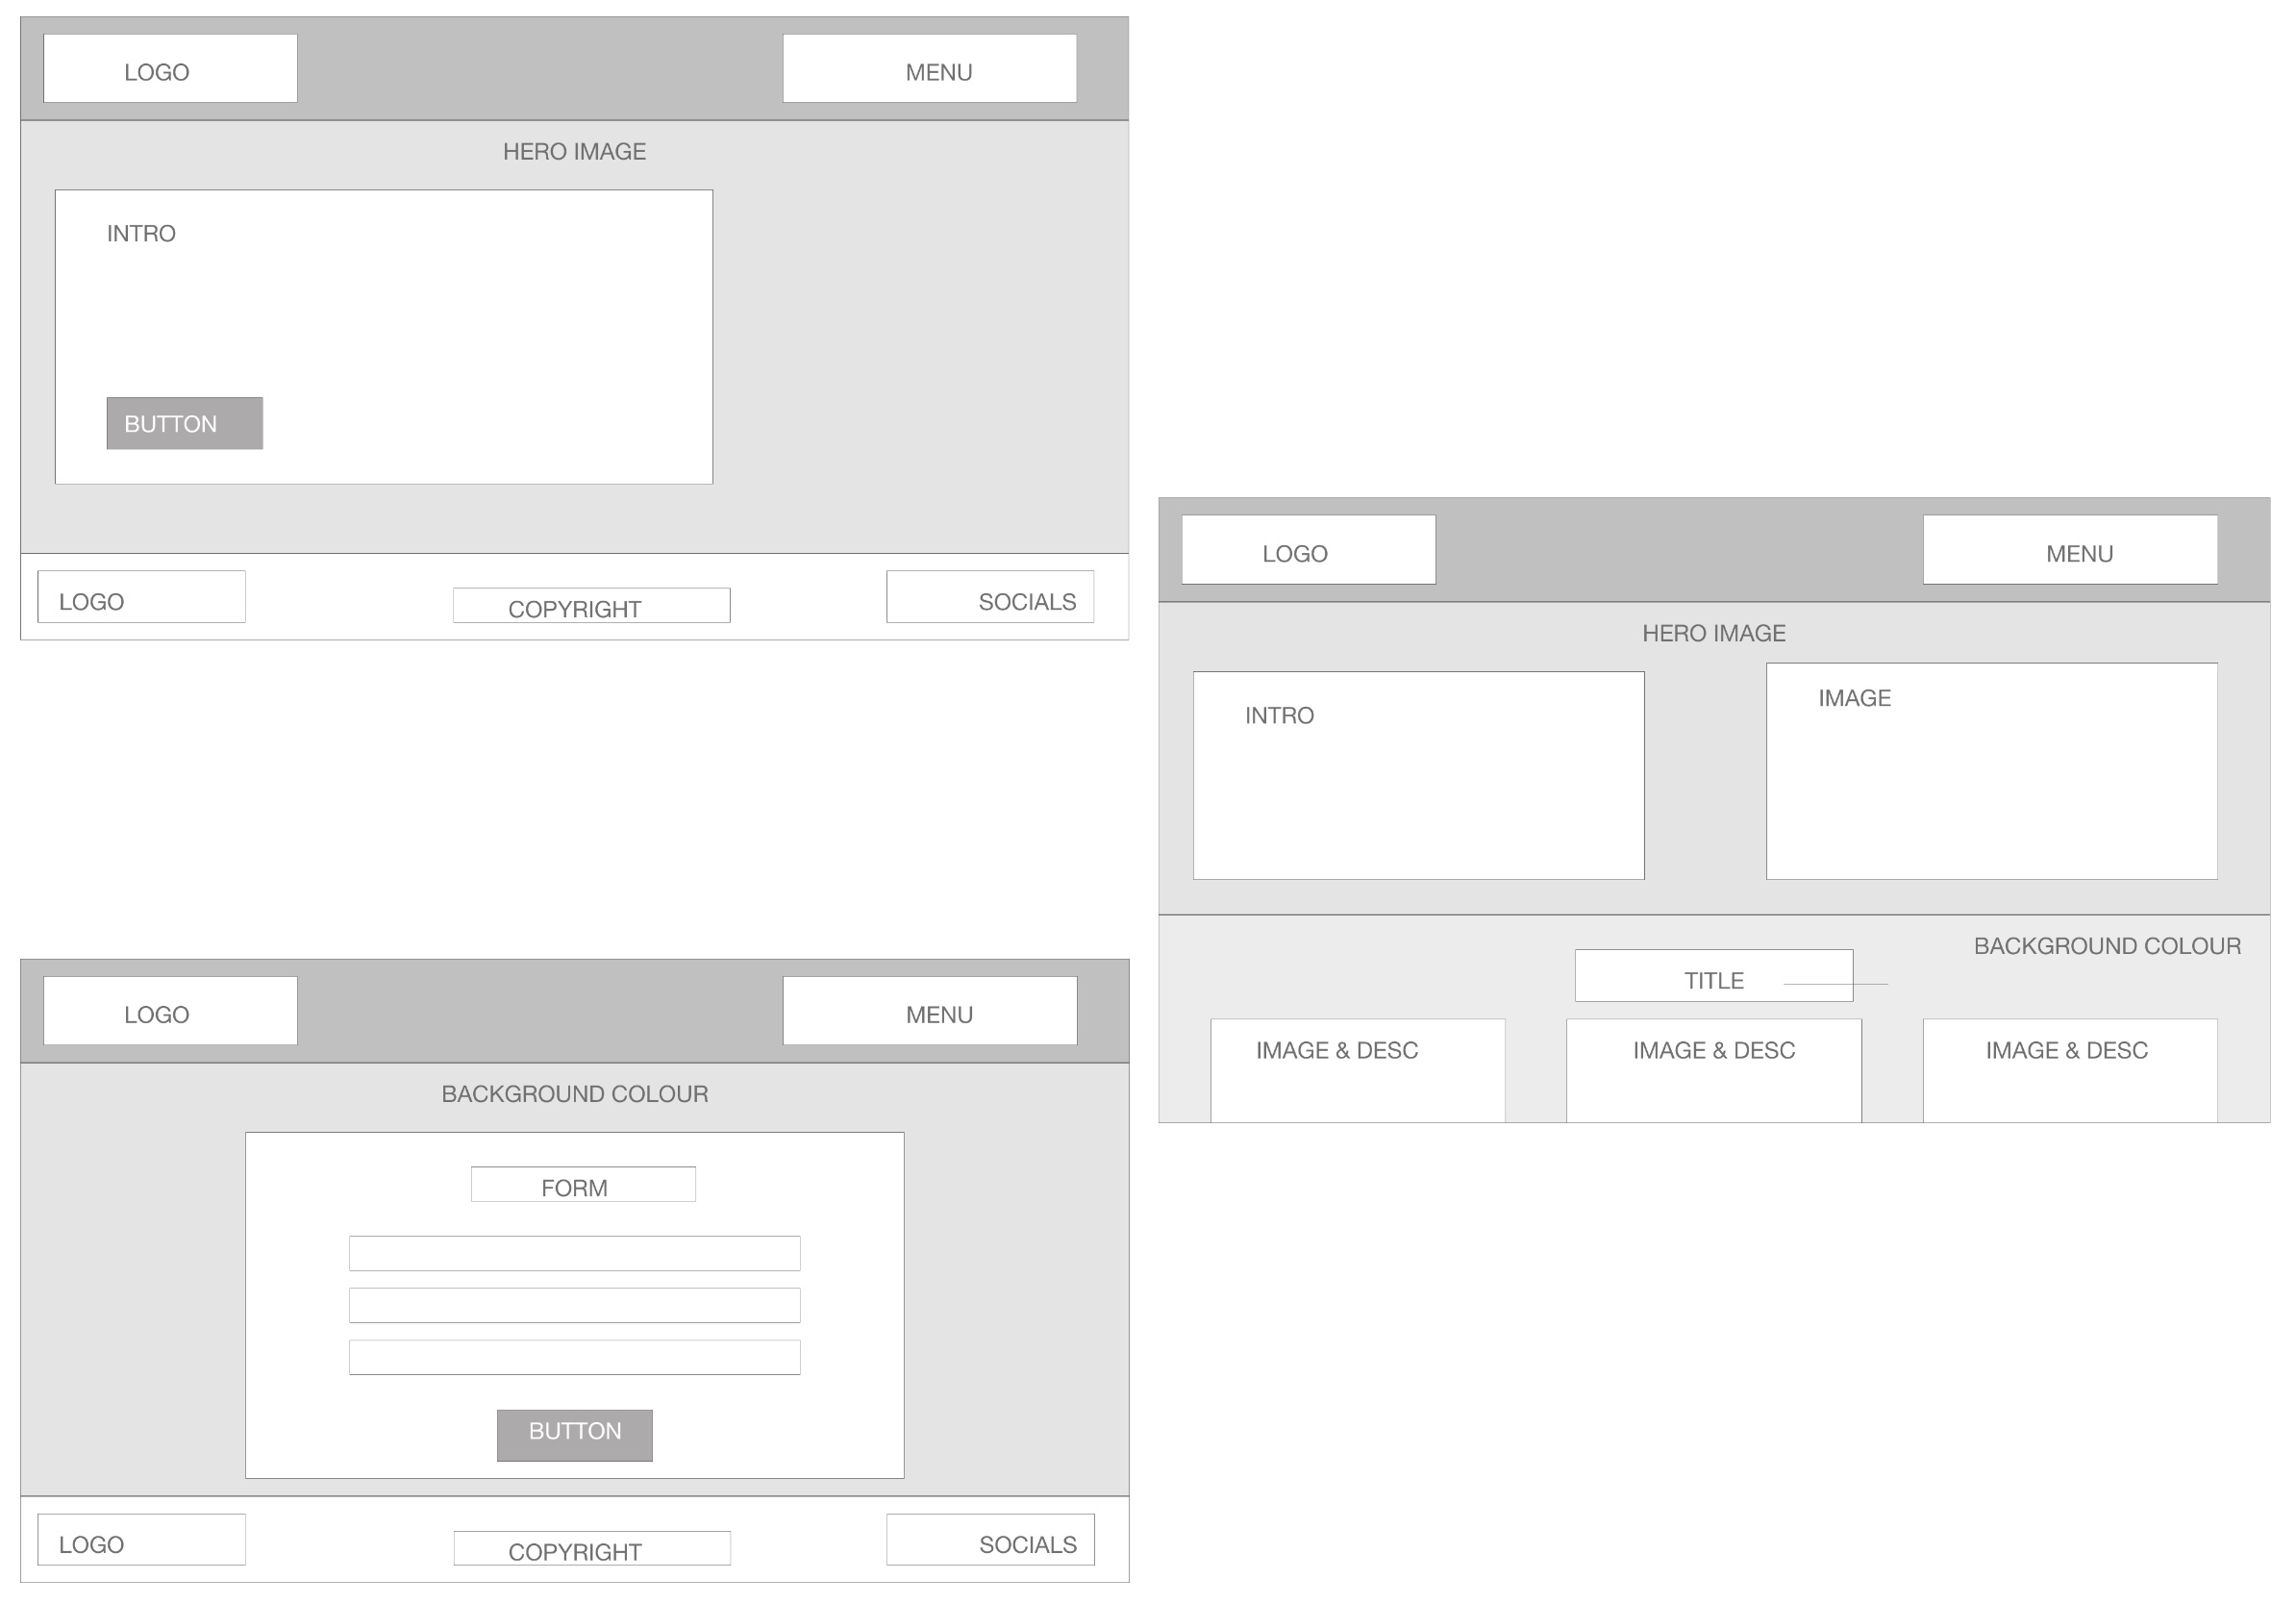 LOGO
MENU
HERO IMAGE
INTRO
BUTTON
LOGO
COPYRIGHT
SOCIALS
LOGO
MENU
HERO IMAGE
INTRO
IMAGE
BACKGROUND COLOUR
TITLE
IMAGE & DESC
IMAGE & DESC
IMAGE & DESC
LOGO
MENU
BACKGROUND COLOUR
FORM
BUTTON
LOGO
COPYRIGHT
SOCIALS